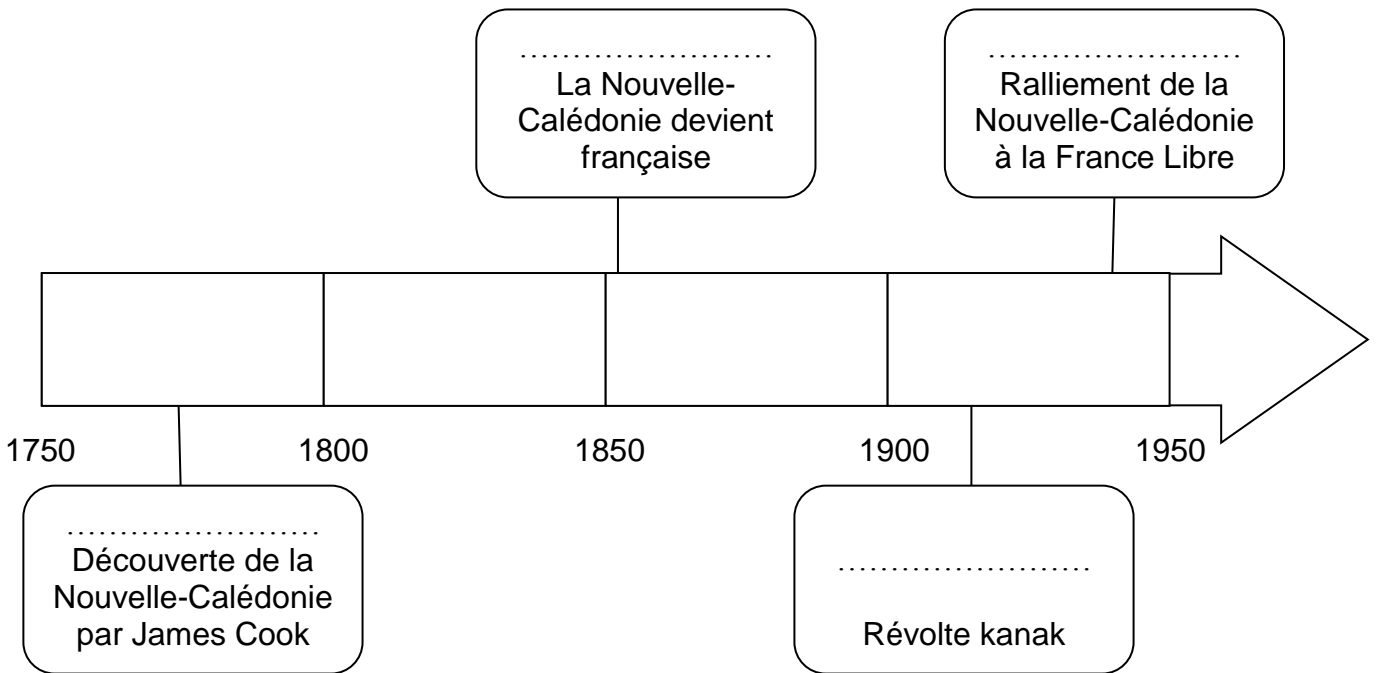 ........................
La Nouvelle-
Calédonie devient
française
........................
Ralliement de la
Nouvelle-Calédonie
à la France Libre
1750
1800
1850
1900
1950
........................
Découverte de la
Nouvelle-Calédonie
par James Cook
........................
Révolte kanak